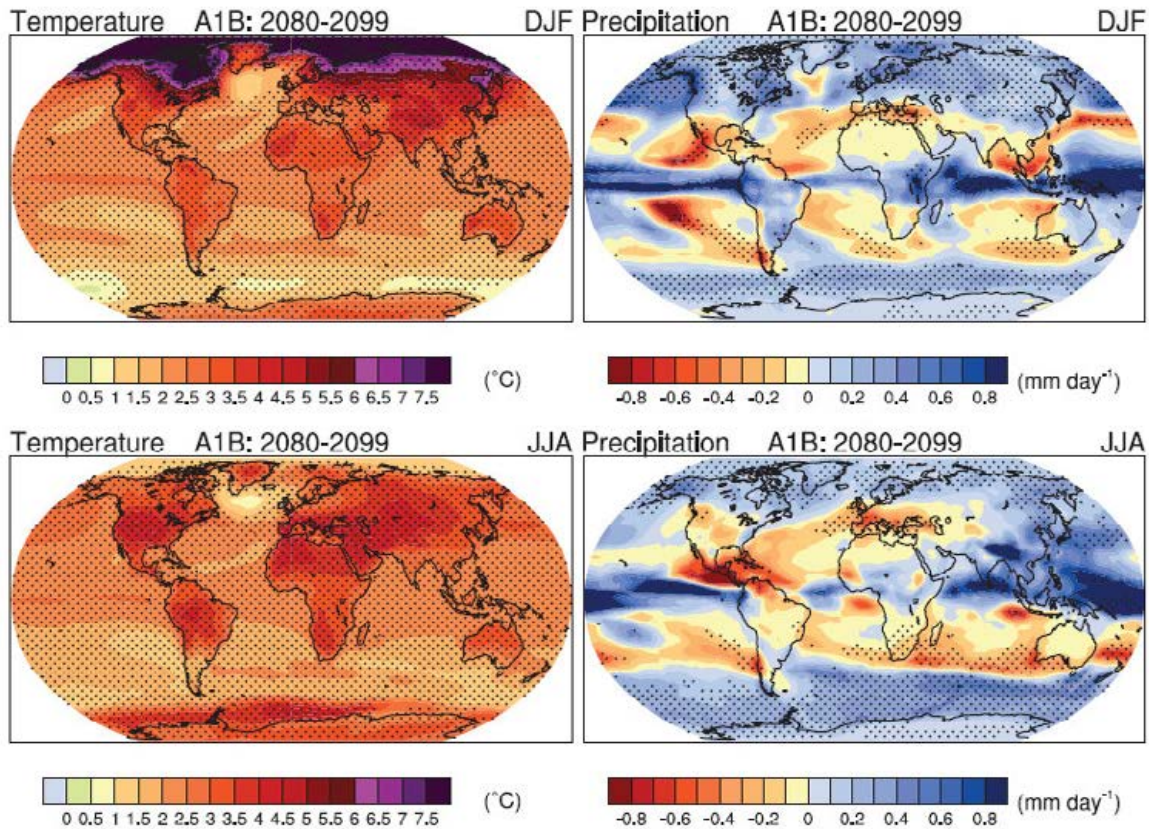 Temperature A1B: 2080-2099 DJF
Precipitation A1B: 2080-2099 DJF
0 0.5 1 1.5 2 2.5 3 3.5 4 4.5 5 5.5 6 6.5 7 7.5 (°C)
-0.8 -0.6 -0.4 -0.2 0 0.2 0.4 0.6 0.8 (mm day⁻¹)
Temperature A1B: 2080-2099 JJA
Precipitation A1B: 2080-2099 JJA
0 0.5 1 1.5 2 2.5 3 3.5 4 4.5 5 5.5 6 6.5 7 7.5 (°C)
-0.8 -0.6 -0.4 -0.2 0 0.2 0.4 0.6 0.8 (mm day⁻¹)